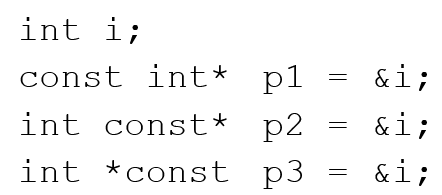 int i;
const int* p1 = &i;
int const* p2 = &i;
int *const p3 = &i;